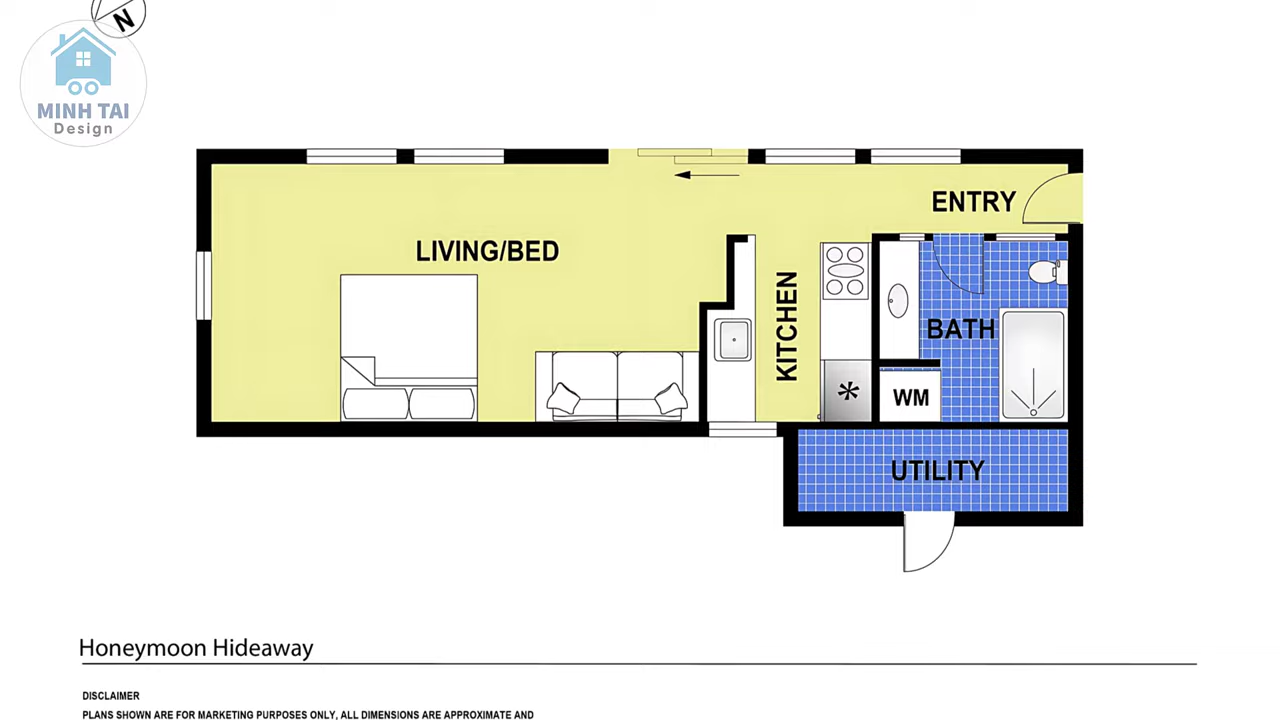 N
MINH TAI
Design
ENTRY
LIVING/BED
KITCHEN
BATH
*
WM
UTILITY
Honeymoon Hideaway
DISCLAIMER
PLANS SHOWN ARE FOR MARKETING PURPOSES ONLY, ALL DIMENSIONS ARE APPROXIMATE AND